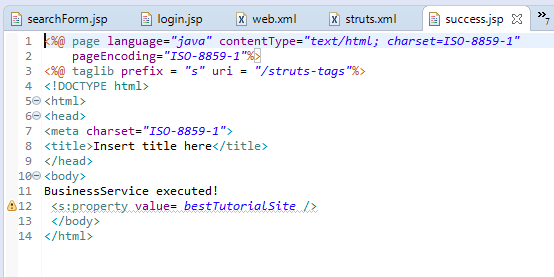 searchForm.jsp login.jsp web.xml struts.xml success.jsp »7
1 <%@ page language="java" contentType="text/html; charset=ISO-8859-1"
2 pageEncoding="ISO-8859-1"%>
3 <%@ taglib prefix = "s" uri = "/struts-tags"%>
4 <!DOCTYPE html>
5 <html>
6 <head>
7 <meta charset="ISO-8859-1">
8 <title>Insert title here</title>
9 </head>
10 <body>
11 BusinessService executed!
12 <s:property value= bestTutorialSite />
13 </body>
14 </html>